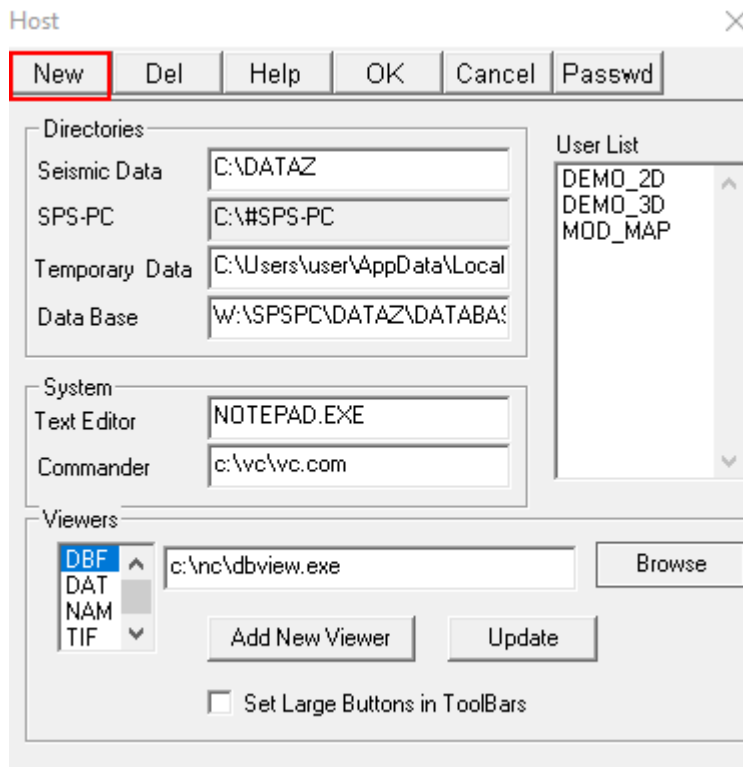 Host
New Del Help OK Cancel Passwd
Directories
Seismic Data C:\DATAZ
SPS-PC C:\#SPS-PC
Temporary Data C:\Users\user\AppData\Local
Data Base W:\SPSPC\DATAZ\DATABAS
User List
DEMO_2D
DEMO_3D
MOD_MAP
System
Text Editor NOTEPAD.EXE
Commander c:\vc\vc.com
Viewers
DBF
DAT
NAM
TIF
c:\nc\dbview.exe Browse
Add New Viewer Update
Set Large Buttons in ToolBars